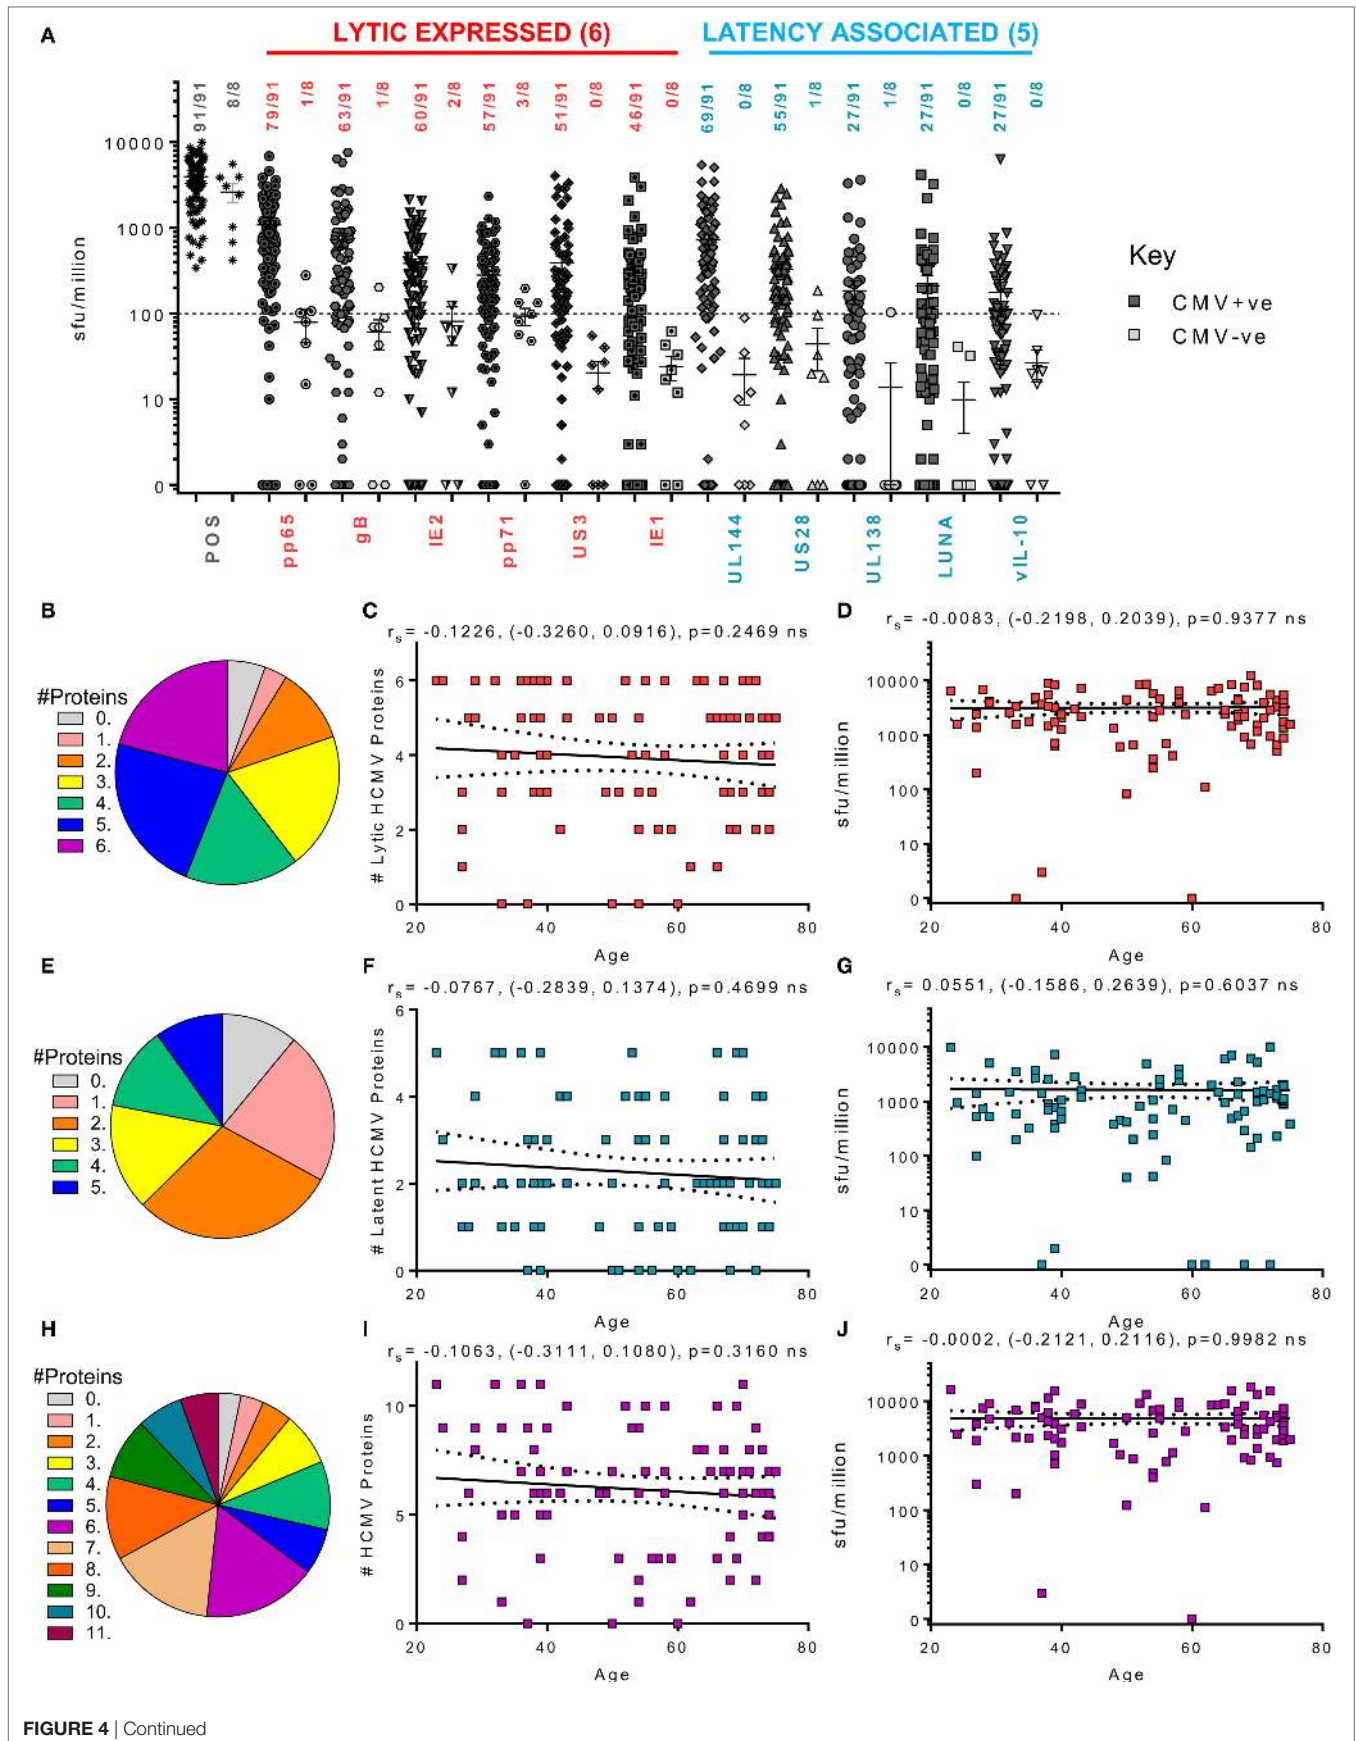 A
LYTIC EXPRESSED (6)
LATENCY ASSOCIATED (5)
91/91
8/8
79/91
1/8
63/91
1/8
60/91
2/8
57/91
3/8
51/91
0/8
46/91
0/8
69/91
0/8
55/91
1/8
27/91
1/8
27/91
0/8
27/91
0/8
10000
1000
100
10
0
sfu/million
Key
CMV+ve
CMV-ve
POS
pp65
gB
IE2
pp71
US3
IE1
UL144
US28
UL138
LUNA
vIL-10
B
#Proteins
0.
1.
2.
3.
4.
5.
6.
C
rs= -0.1226, (-0.3260, 0.0916), p=0.2469 ns
# Lytic HCMV Proteins
6
4
2
0
20 40 60 80
Age
D
rs= -0.0083, (-0.2198, 0.2039), p=0.9377 ns
sfu/million
10000
1000
100
10
0
20 40 60 80
Age
E
#Proteins
0.
1.
2.
3.
4.
5.
F
rs= -0.0767, (-0.2839, 0.1374), p=0.4699 ns
# Latent HCMV Proteins
6
4
2
0
20 40 60 80
Age
G
rs= 0.0551, (-0.1586, 0.2639), p=0.6037 ns
sfu/million
10000
1000
100
10
0
20 40 60 80
Age
H
#Proteins
0.
1.
2.
3.
4.
5.
6.
7.
8.
9.
10.
11.
I
rs= -0.1063, (-0.3111, 0.1080), p=0.3160 ns
# HCMV Proteins
10
5
0
20 40 60 80
Age
J
rs= -0.0002, (-0.2121, 0.2116), p=0.9982 ns
sfu/million
10000
1000
100
10
0
20 40 60 80
Age
FIGURE 4 | Continued